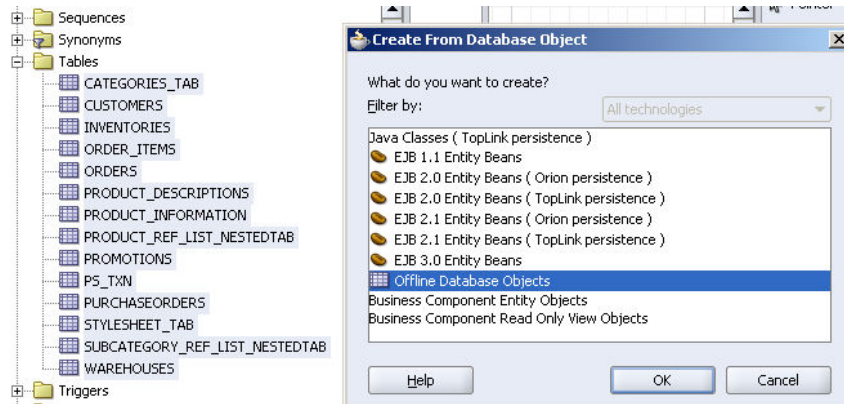 Sequences
Synonyms
Tables
CATEGORIES_TAB
CUSTOMERS
INVENTORIES
ORDER_ITEMS
ORDERS
PRODUCT_DESCRIPTIONS
PRODUCT_INFORMATION
PRODUCT_REF_LIST_NESTEDTAB
PROMOTIONS
PS_TXN
PURCHASEORDERS
STYLESHEET_TAB
SUBCATEGORY_REF_LIST_NESTEDTAB
WAREHOUSES
Triggers
Create From Database Object
What do you want to create?
Filter by: All technologies
Java Classes ( TopLink persistence )
EJB 1.1 Entity Beans
EJB 2.0 Entity Beans ( Orion persistence )
EJB 2.0 Entity Beans ( TopLink persistence )
EJB 2.1 Entity Beans ( Orion persistence )
EJB 2.1 Entity Beans ( TopLink persistence )
EJB 3.0 Entity Beans
Offline Database Objects
Business Component Entity Objects
Business Component Read Only View Objects
Help OK Cancel